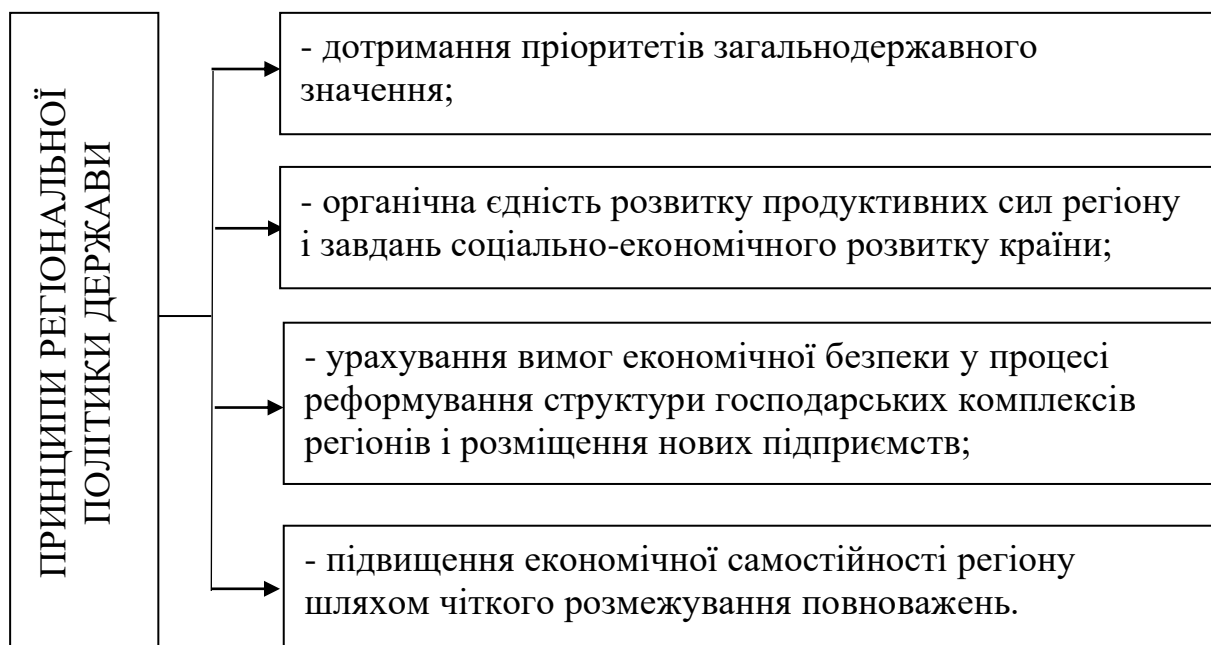 ПРИНЦИПИ РЕГІОНАЛЬНОЇ
ПОЛІТИКИ ДЕРЖАВИ
- дотримання пріоритетів загальнодержавного
значення;
- органічна єдність розвитку продуктивних сил регіону
і завдань соціально-економічного розвитку країни;
- урахування вимог економічної безпеки у процесі
реформування структури господарських комплексів
регіонів і розміщення нових підприємств;
- підвищення економічної самостійності регіону
шляхом чіткого розмежування повноважень.